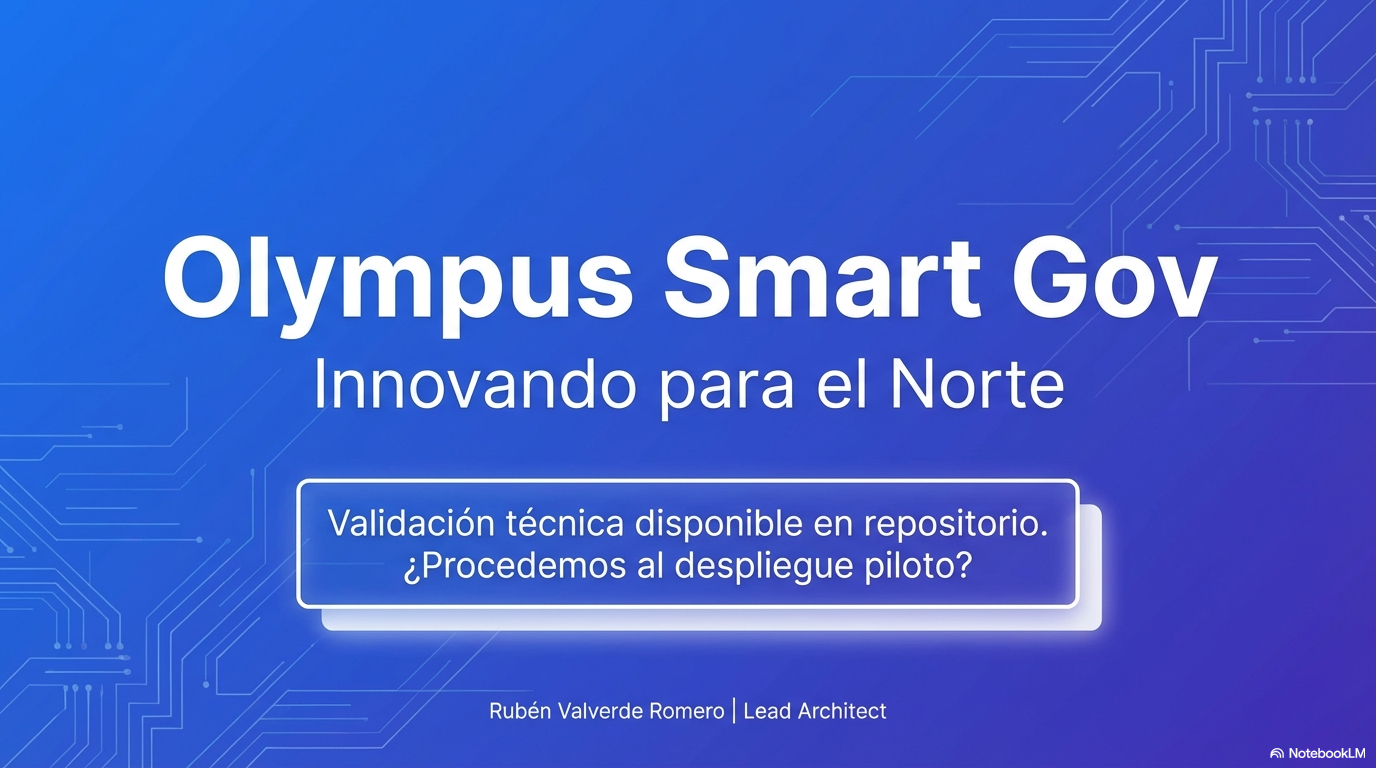 Olympus Smart Gov
Innovando para el Norte
Validación técnica disponible en repositorio.
¿Procedemos al despliegue piloto?
Rubén Valverde Romero | Lead Architect
NotebookLM